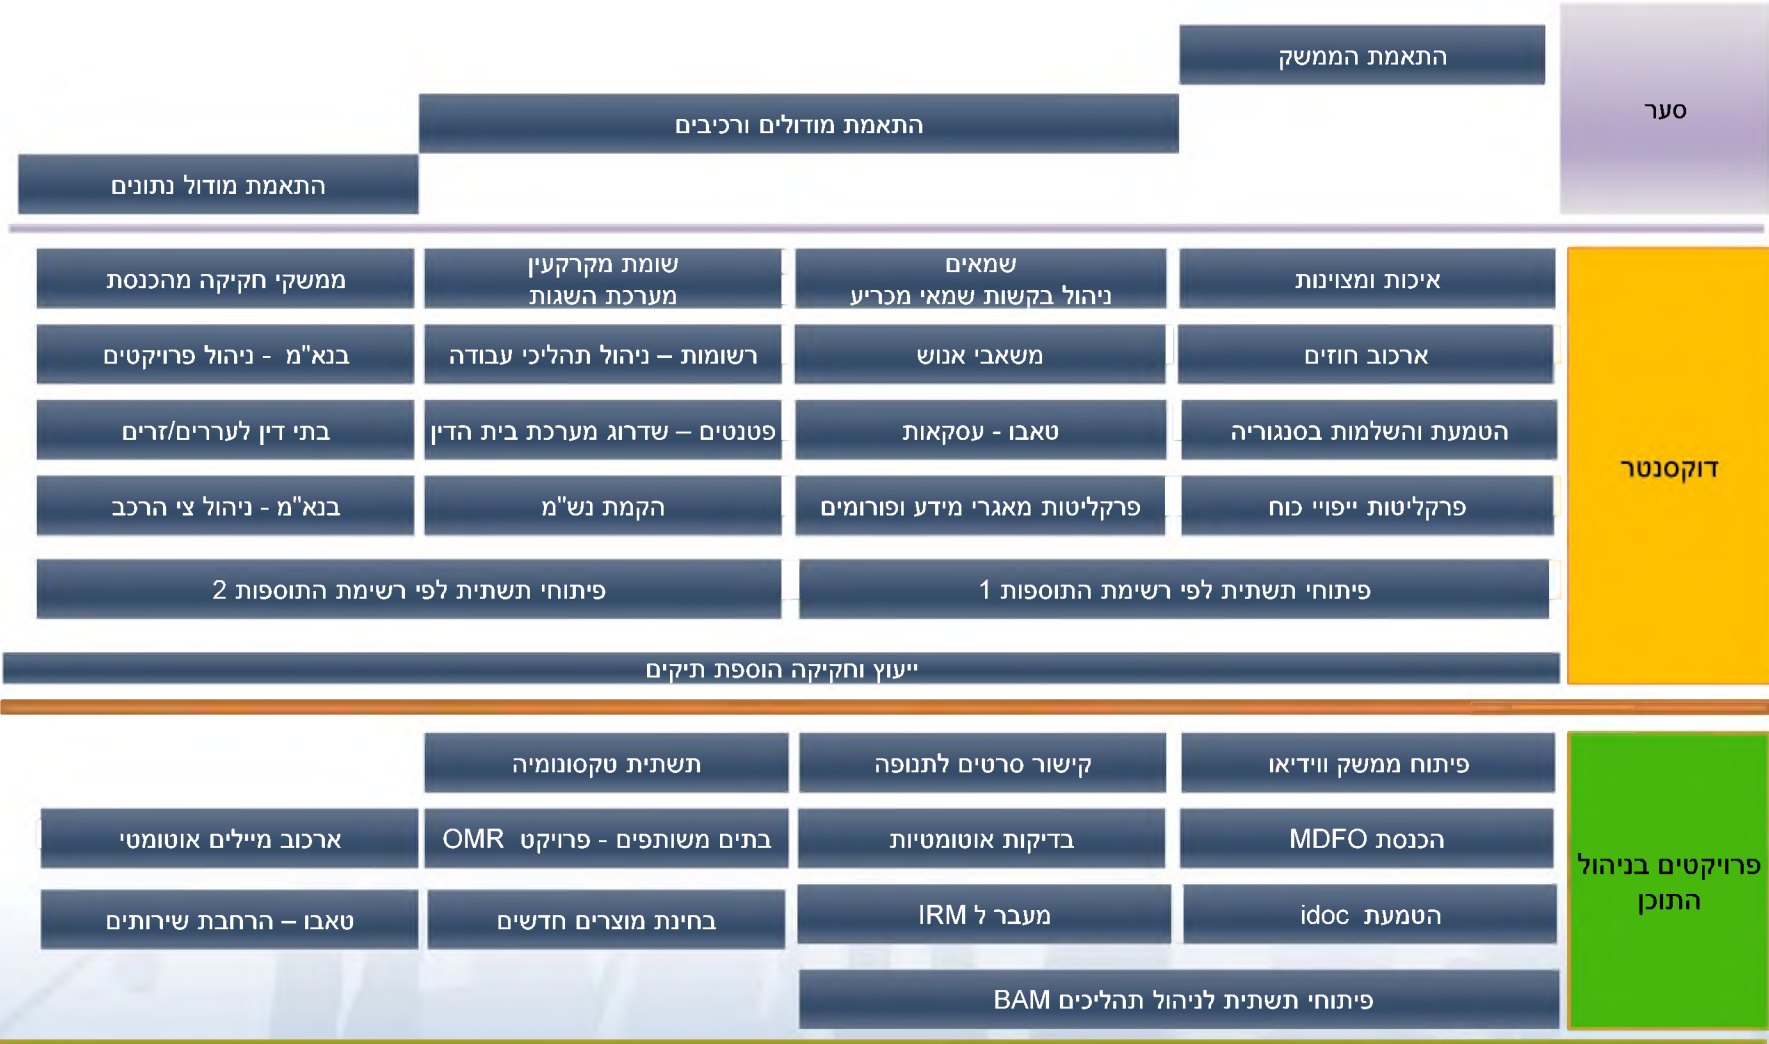 סער
התאמת הממשק
התאמת מודולים ורכיבים
התאמת מודול נתונים
דוקסנטר
איכות ומצוינות
שמאים
ניהול בקשות שמאי מכריע
שומת מקרקעין
מערכת השגות
ממשקי חקיקה מהכנסת
ארכוב חוזים
משאבי אנוש
רשומות – ניהול תהליכי עבודה
בנא"מ - ניהול פרויקטים
הטמעת והשלמות בסנגוריה
טאבו - עסקאות
פטנטים – שדרוג מערכת בית הדין
בתי דין לעררים/זרים
פרקליטות ייפויי כוח
פרקליטות מאגרי מידע ופורומים
הקמת נש"מ
בנא"מ - ניהול צי הרכב
פיתוחי תשתית לפי רשימת התוספות 1
פיתוחי תשתית לפי רשימת התוספות 2
ייעוץ וחקיקה הוספת תיקים
פרויקטים בניהול
התוכן
פיתוח ממשק ווידיאו
קישור סרטים לתנופה
תשתית טקסונומיה
הכנסת MDFO
בדיקות אוטומטיות
בתים משותפים - פרויקט OMR
ארכוב מיילים אוטומטי
הטמעת idoc
מעבר ל IRM
בחינת מוצרים חדשים
טאבו – הרחבת שירותים
פיתוחי תשתית לניהול תהליכים BAM